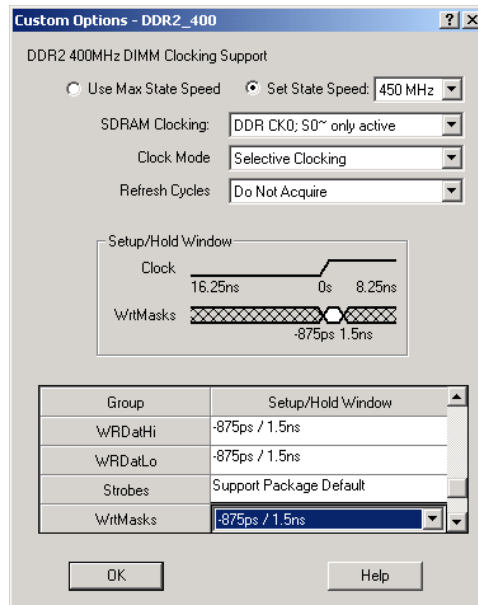 Custom Options - DDR2_400
DDR2 400MHz DIMM Clocking Support
Use Max State Speed Set State Speed: 450 MHz
SDRAM Clocking: DDR CK0; S0~ only active
Clock Mode Selective Clocking
Refresh Cycles Do Not Acquire
Setup/Hold Window
Clock
16.25ns 0s 8.25ns
WrtMasks
-875ps 1.5ns
Group Setup/Hold Window
WRDatHi -875ps / 1.5ns
WRDatLo -875ps / 1.5ns
Strobes Support Package Default
WrtMasks -875ps / 1.5ns
OK Help